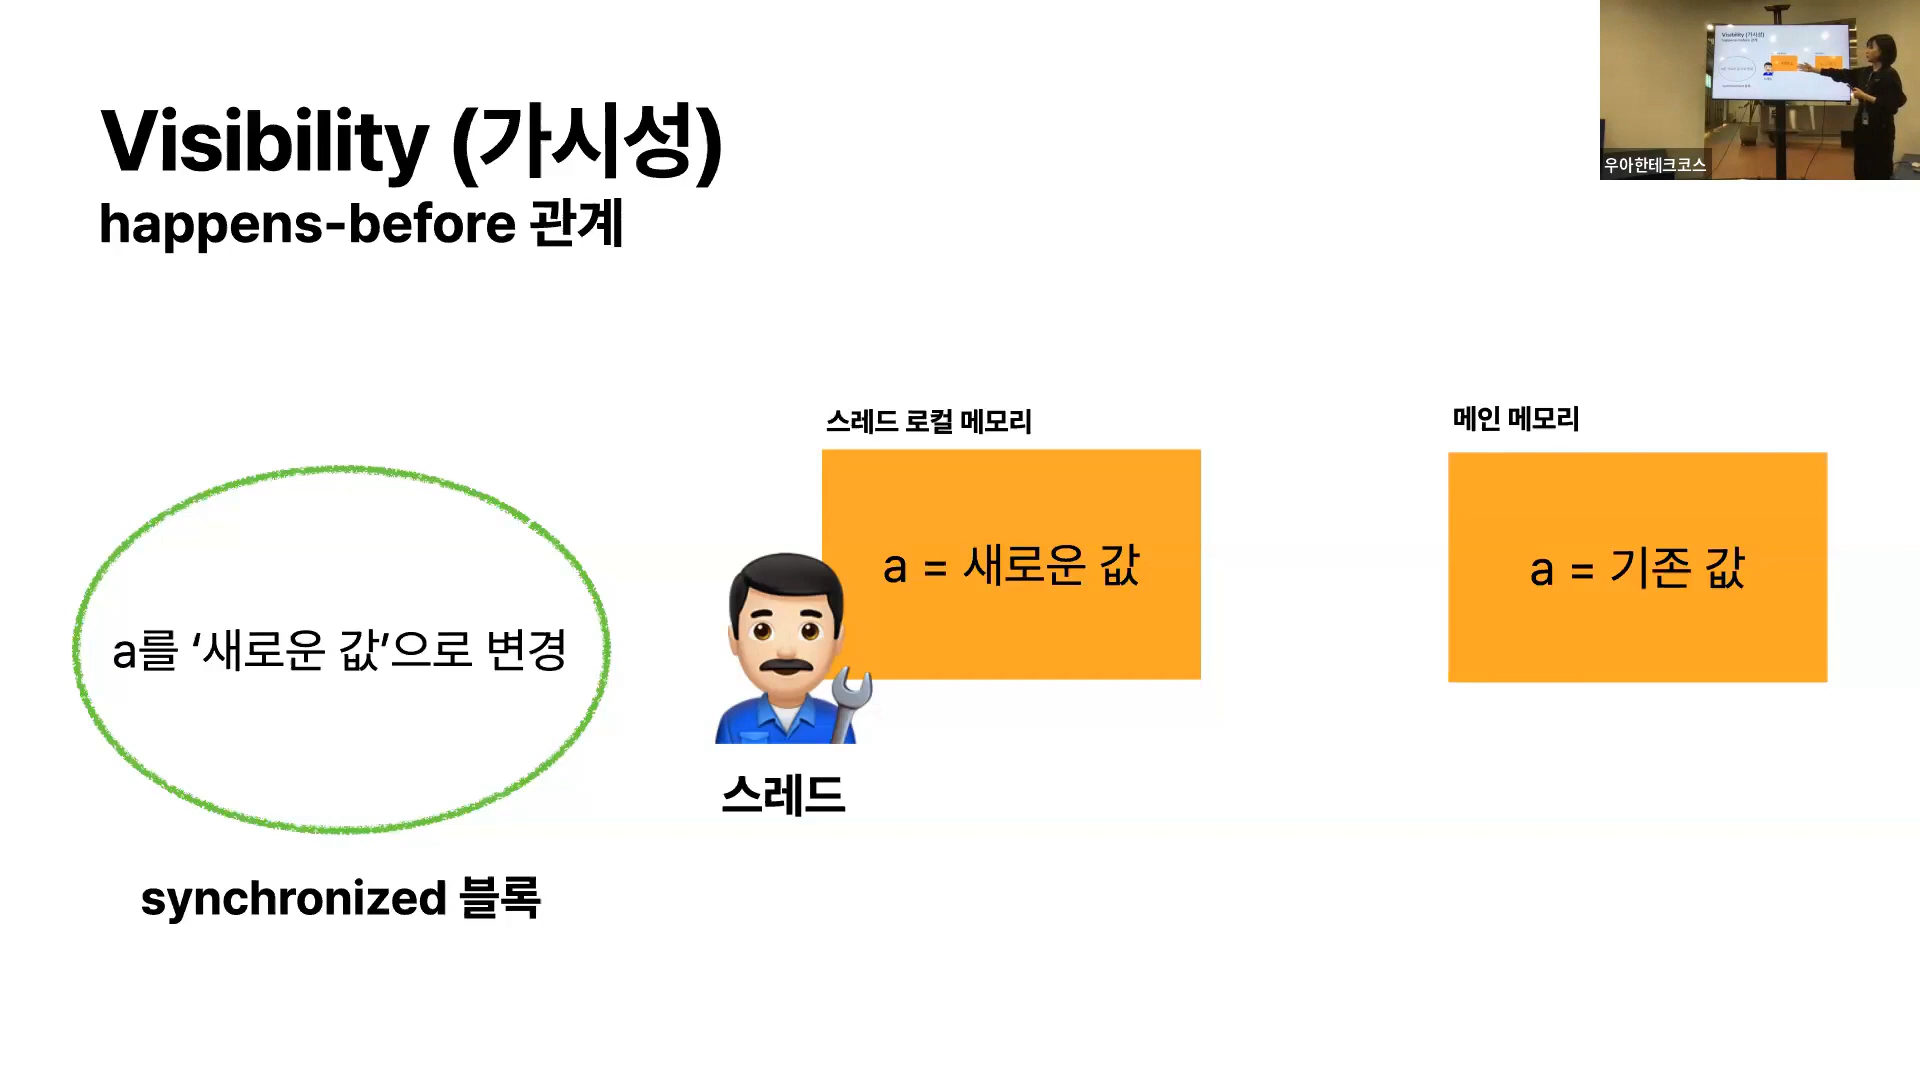 Visibility (가시성)
happens-before 관계
우아한테크코스
스레드 로컬 메모리
메인 메모리
a = 새로운 값
a = 기존 값
a를 ‘새로운 값’으로 변경
스레드
synchronized 블록